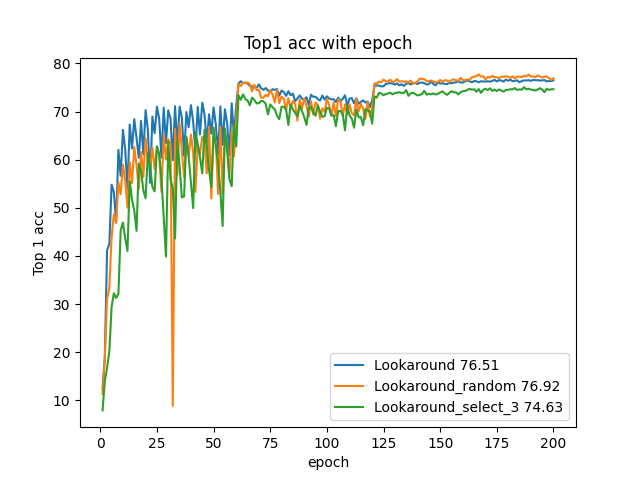 Top1 acc with epoch
Top 1 acc
80
70
60
50
40
30
20
10
0
25
50
75
100
125
150
175
200
epoch
Lookaround 76.51
Lookaround_random 76.92
Lookaround_select_3 74.63